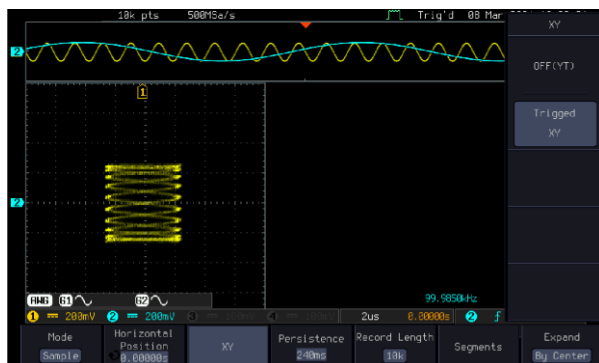 10k pts 500MSa/s Trig'd 08 Mar
XY
2
OFF(YT)
1
Trigged
XY
2
AWG G1 G2
99.9850kHz
1 200mV 2 200mV 3 4 2us 0.00000s 2
Mode Horizontal Position XY Persistence Record Length Segments Expand
Sample 0.00000s 240ms 10k By Center